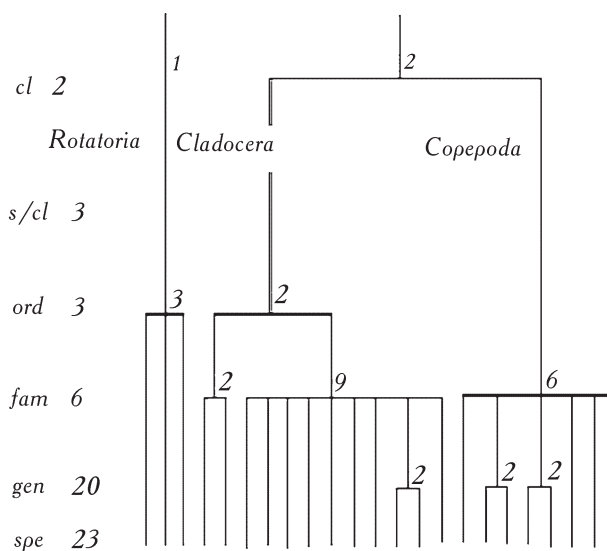 1
2
cl 2
Rotatoria Cladocera Copepoda
s/cl 3
ord 3 3 2
fam 6 2 9 6
gen 20 2 2 2
spe 23